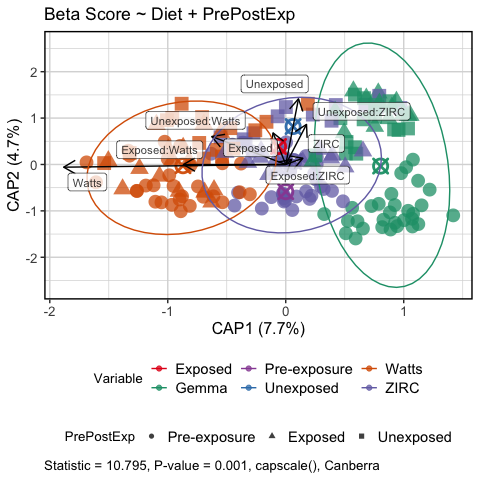 Beta Score ~ Diet + PrePostExp
CAP2 (4.7%)
2
1
0
-1
-2
Unexposed
Unexposed:ZIRC
Unexposed:Watts
Exposed:Watts
Exposed
ZIRC
Watts
Exposed:ZIRC
-2
-1
0
1
CAP1 (7.7%)
Variable
Exposed
Pre-exposure
Watts
Gemma
Unexposed
ZIRC
PrePostExp
Pre-exposure
Exposed
Unexposed
Statistic = 10.795, P-value = 0.001, capscale(), Canberra